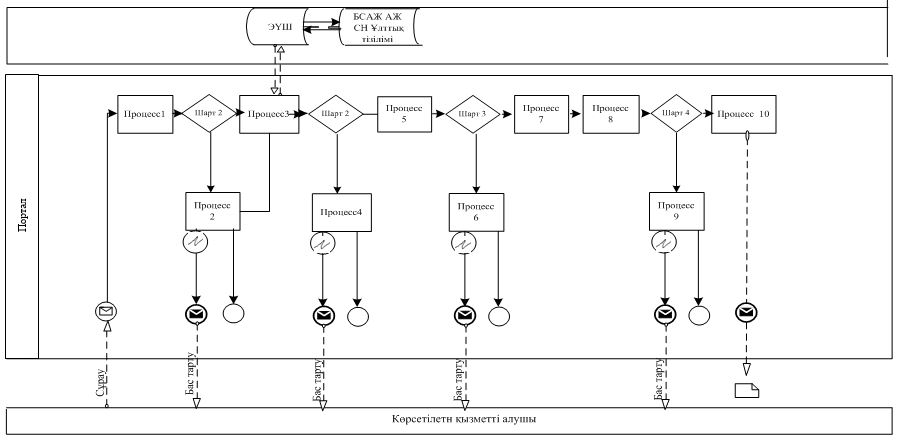 ЭҮШ
БСАЖ АЖ
СН Ұлттық
тізілімі
Портал
Процесс1
Шарт 2
Процесс3
Шарт 2
Процесс
5
Шарт 3
Процесс
7
Процесс
8
Шарт 4
Процесс 10
Процесс
2
Процесс4
Процесс
6
Процесс
9
Сұрау
Бас тарту
Бас тарту
Бас тарту
Бас тарту
Көрсетілетн қызметті алушы